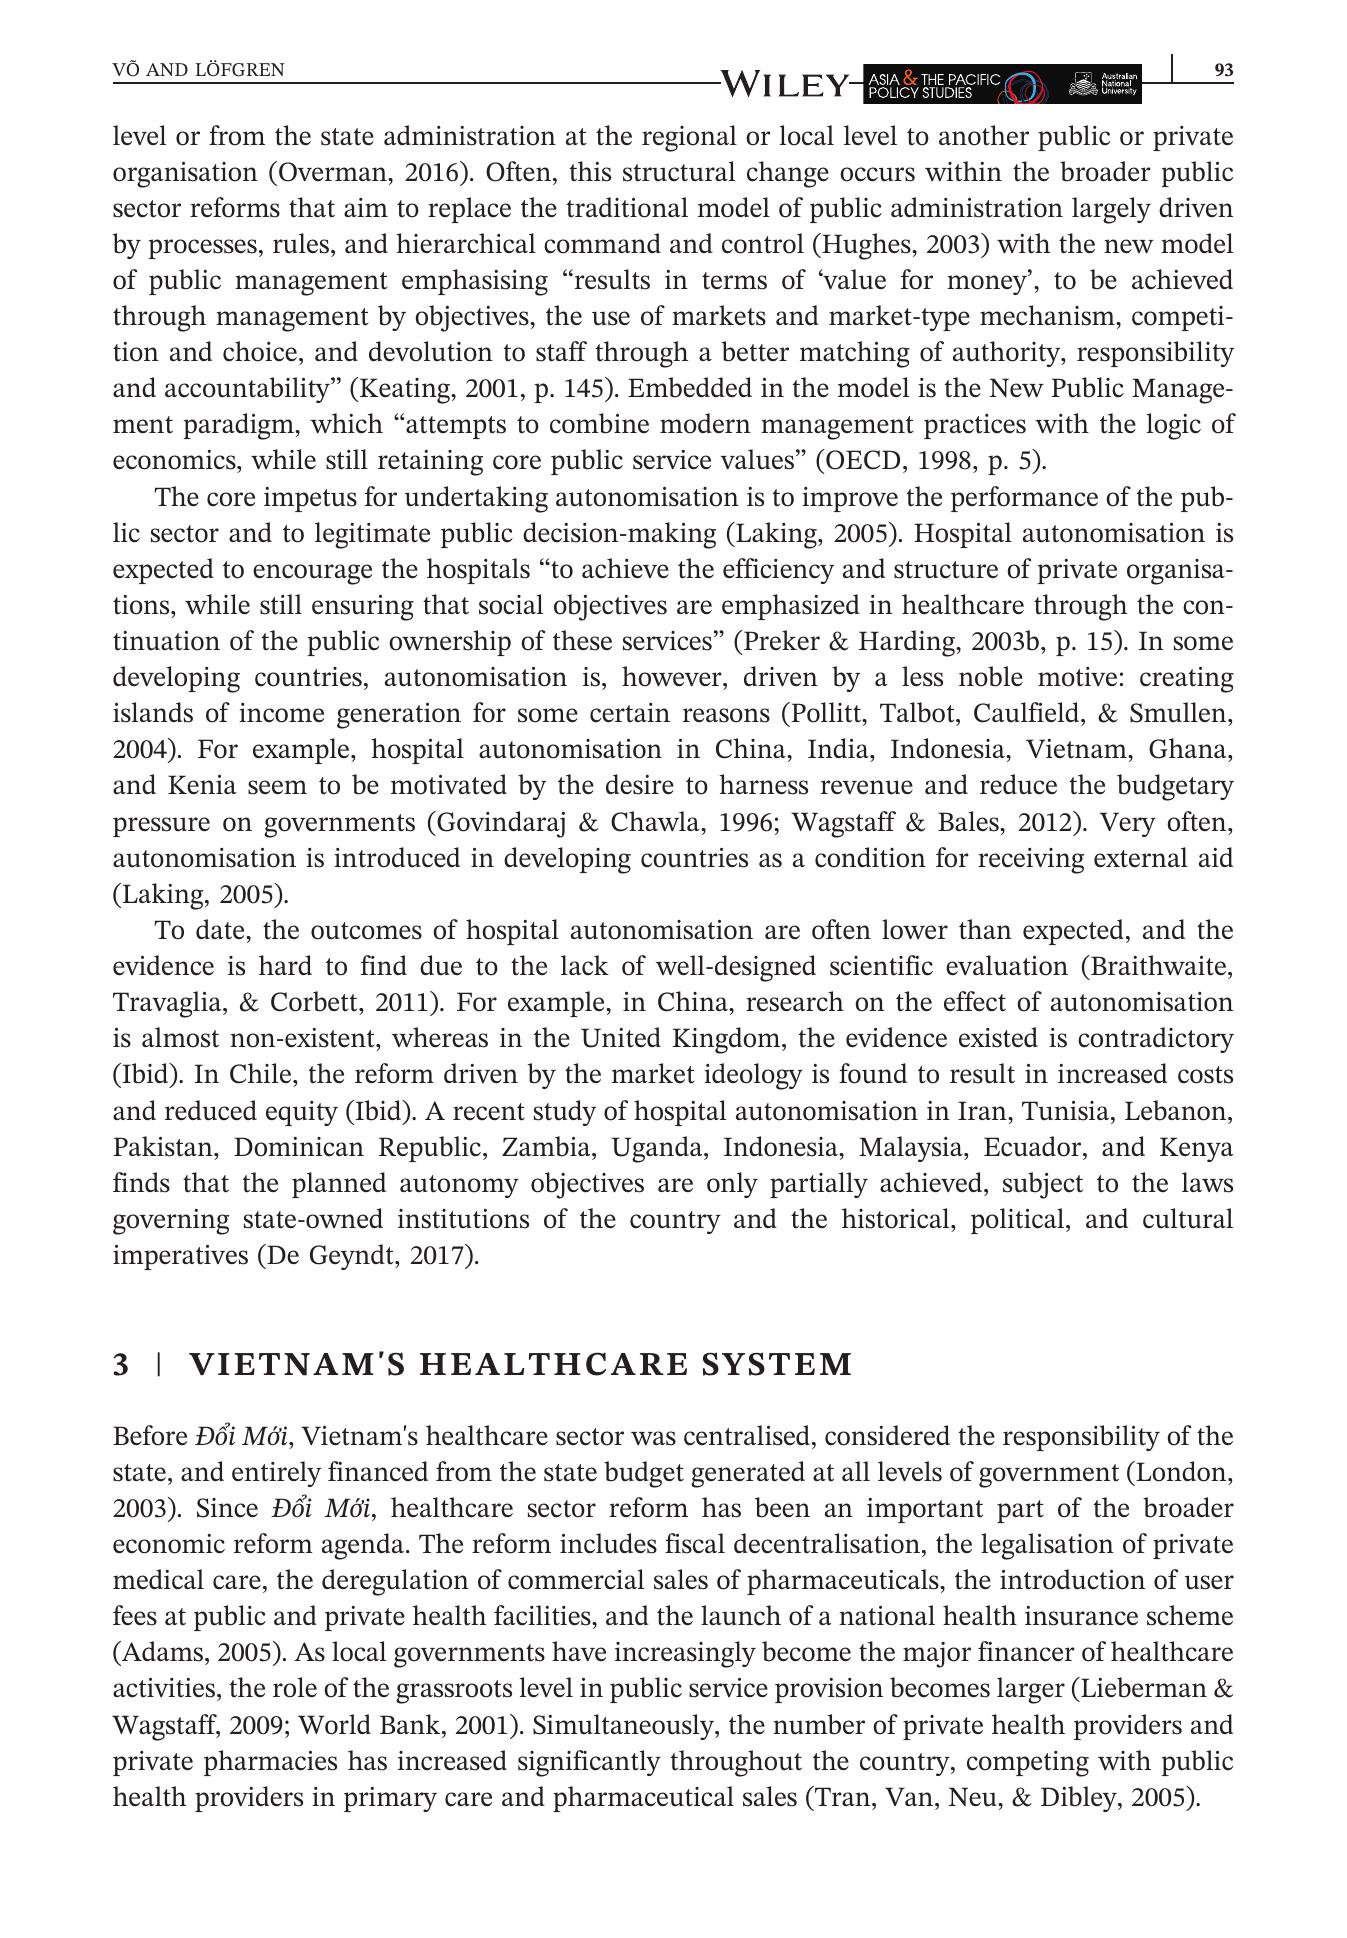 VÕ AND LÖFGREN
WILEY
ASIA & THE PACIFIC
POLICY STUDIES
Australian
National
University
93
level or from the state administration at the regional or local level to another public or private
organisation (Overman, 2016). Often, this structural change occurs within the broader public
sector reforms that aim to replace the traditional model of public administration largely driven
by processes, rules, and hierarchical command and control (Hughes, 2003) with the new model
of public management emphasising “results in terms of ‘value for money’, to be achieved
through management by objectives, the use of markets and market-type mechanism, competi-
tion and choice, and devolution to staff through a better matching of authority, responsibility
and accountability” (Keating, 2001, p. 145). Embedded in the model is the New Public Manage-
ment paradigm, which “attempts to combine modern management practices with the logic of
economics, while still retaining core public service values” (OECD, 1998, p. 5).
The core impetus for undertaking autonomisation is to improve the performance of the pub-
lic sector and to legitimate public decision-making (Laking, 2005). Hospital autonomisation is
expected to encourage the hospitals “to achieve the efficiency and structure of private organisa-
tions, while still ensuring that social objectives are emphasized in healthcare through the con-
tinuation of the public ownership of these services” (Preker & Harding, 2003b, p. 15). In some
developing countries, autonomisation is, however, driven by a less noble motive: creating
islands of income generation for some certain reasons (Pollitt, Talbot, Caulfield, & Smullen,
2004). For example, hospital autonomisation in China, India, Indonesia, Vietnam, Ghana,
and Kenia seem to be motivated by the desire to harness revenue and reduce the budgetary
pressure on governments (Govindaraj & Chawla, 1996; Wagstaff & Bales, 2012). Very often,
autonomisation is introduced in developing countries as a condition for receiving external aid
(Laking, 2005).
To date, the outcomes of hospital autonomisation are often lower than expected, and the
evidence is hard to find due to the lack of well-designed scientific evaluation (Braithwaite,
Travaglia, & Corbett, 2011). For example, in China, research on the effect of autonomisation
is almost non-existent, whereas in the United Kingdom, the evidence existed is contradictory
(Ibid). In Chile, the reform driven by the market ideology is found to result in increased costs
and reduced equity (Ibid). A recent study of hospital autonomisation in Iran, Tunisia, Lebanon,
Pakistan, Dominican Republic, Zambia, Uganda, Indonesia, Malaysia, Ecuador, and Kenya
finds that the planned autonomy objectives are only partially achieved, subject to the laws
governing state-owned institutions of the country and the historical, political, and cultural
imperatives (De Geyndt, 2017).
3 | VIETNAM'S HEALTHCARE SYSTEM
Before Đổi Mới, Vietnam's healthcare sector was centralised, considered the responsibility of the
state, and entirely financed from the state budget generated at all levels of government (London,
2003). Since Đổi Mới, healthcare sector reform has been an important part of the broader
economic reform agenda. The reform includes fiscal decentralisation, the legalisation of private
medical care, the deregulation of commercial sales of pharmaceuticals, the introduction of user
fees at public and private health facilities, and the launch of a national health insurance scheme
(Adams, 2005). As local governments have increasingly become the major financer of healthcare
activities, the role of the grassroots level in public service provision becomes larger (Lieberman &
Wagstaff, 2009; World Bank, 2001). Simultaneously, the number of private health providers and
private pharmacies has increased significantly throughout the country, competing with public
health providers in primary care and pharmaceutical sales (Tran, Van, Neu, & Dibley, 2005).